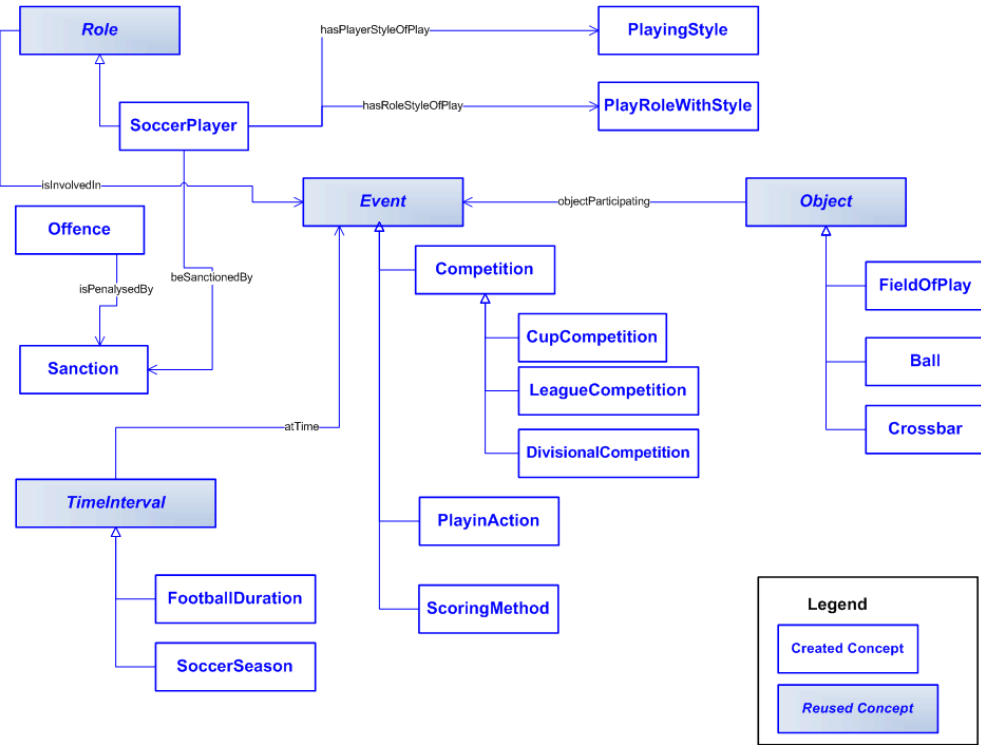 Role
hasPlayerStyleOfPlay
PlayingStyle
SoccerPlayer
hasRoleStyleOfPlay
PlayRoleWithStyle
isInvolvedIn
Event
objectParticipating
Object
Offence
beSanctionedBy
isPenalysedBy
Competition
FieldOfPlay
CupCompetition
Ball
Sanction
LeagueCompetition
Crossbar
atTime
DivisionalCompetition
TimeInterval
PlayinAction
FootballDuration
ScoringMethod
SoccerSeason
Legend
Created Concept
Reused Concept